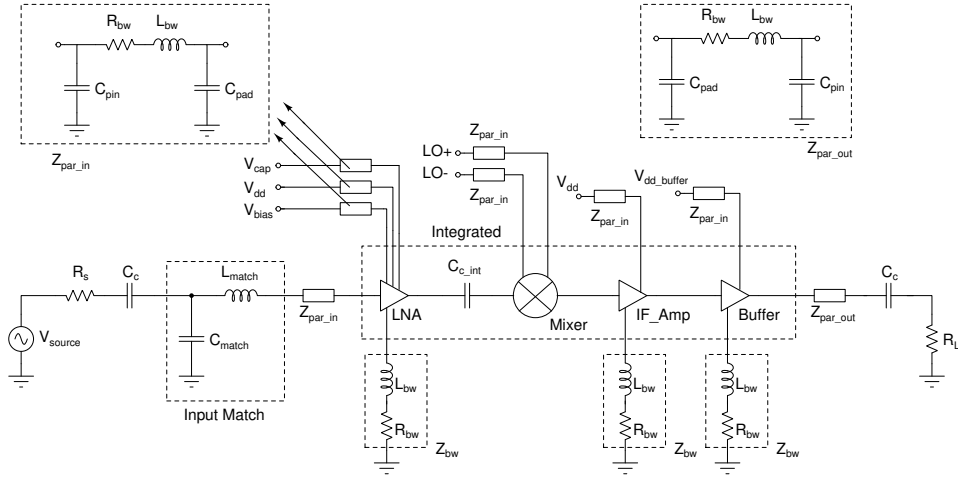 R_bw L_bw
C_pin C_pad
Z_par_in
R_bw L_bw
C_pad C_pin
Z_par_out
V_cap
V_dd
V_bias
LO+
Z_par_in
LO-
Z_par_in
V_dd
Z_par_in
V_dd_buffer
Z_par_in
Integrated
R_s
C_c
L_match
C_match
Z_par_in
V_source
Input Match
LNA
C_c_int
Mixer
IF_Amp
Buffer
Z_par_out
C_c
R_L
L_bw
R_bw
Z_bw
L_bw
R_bw
Z_bw
L_bw
R_bw
Z_bw